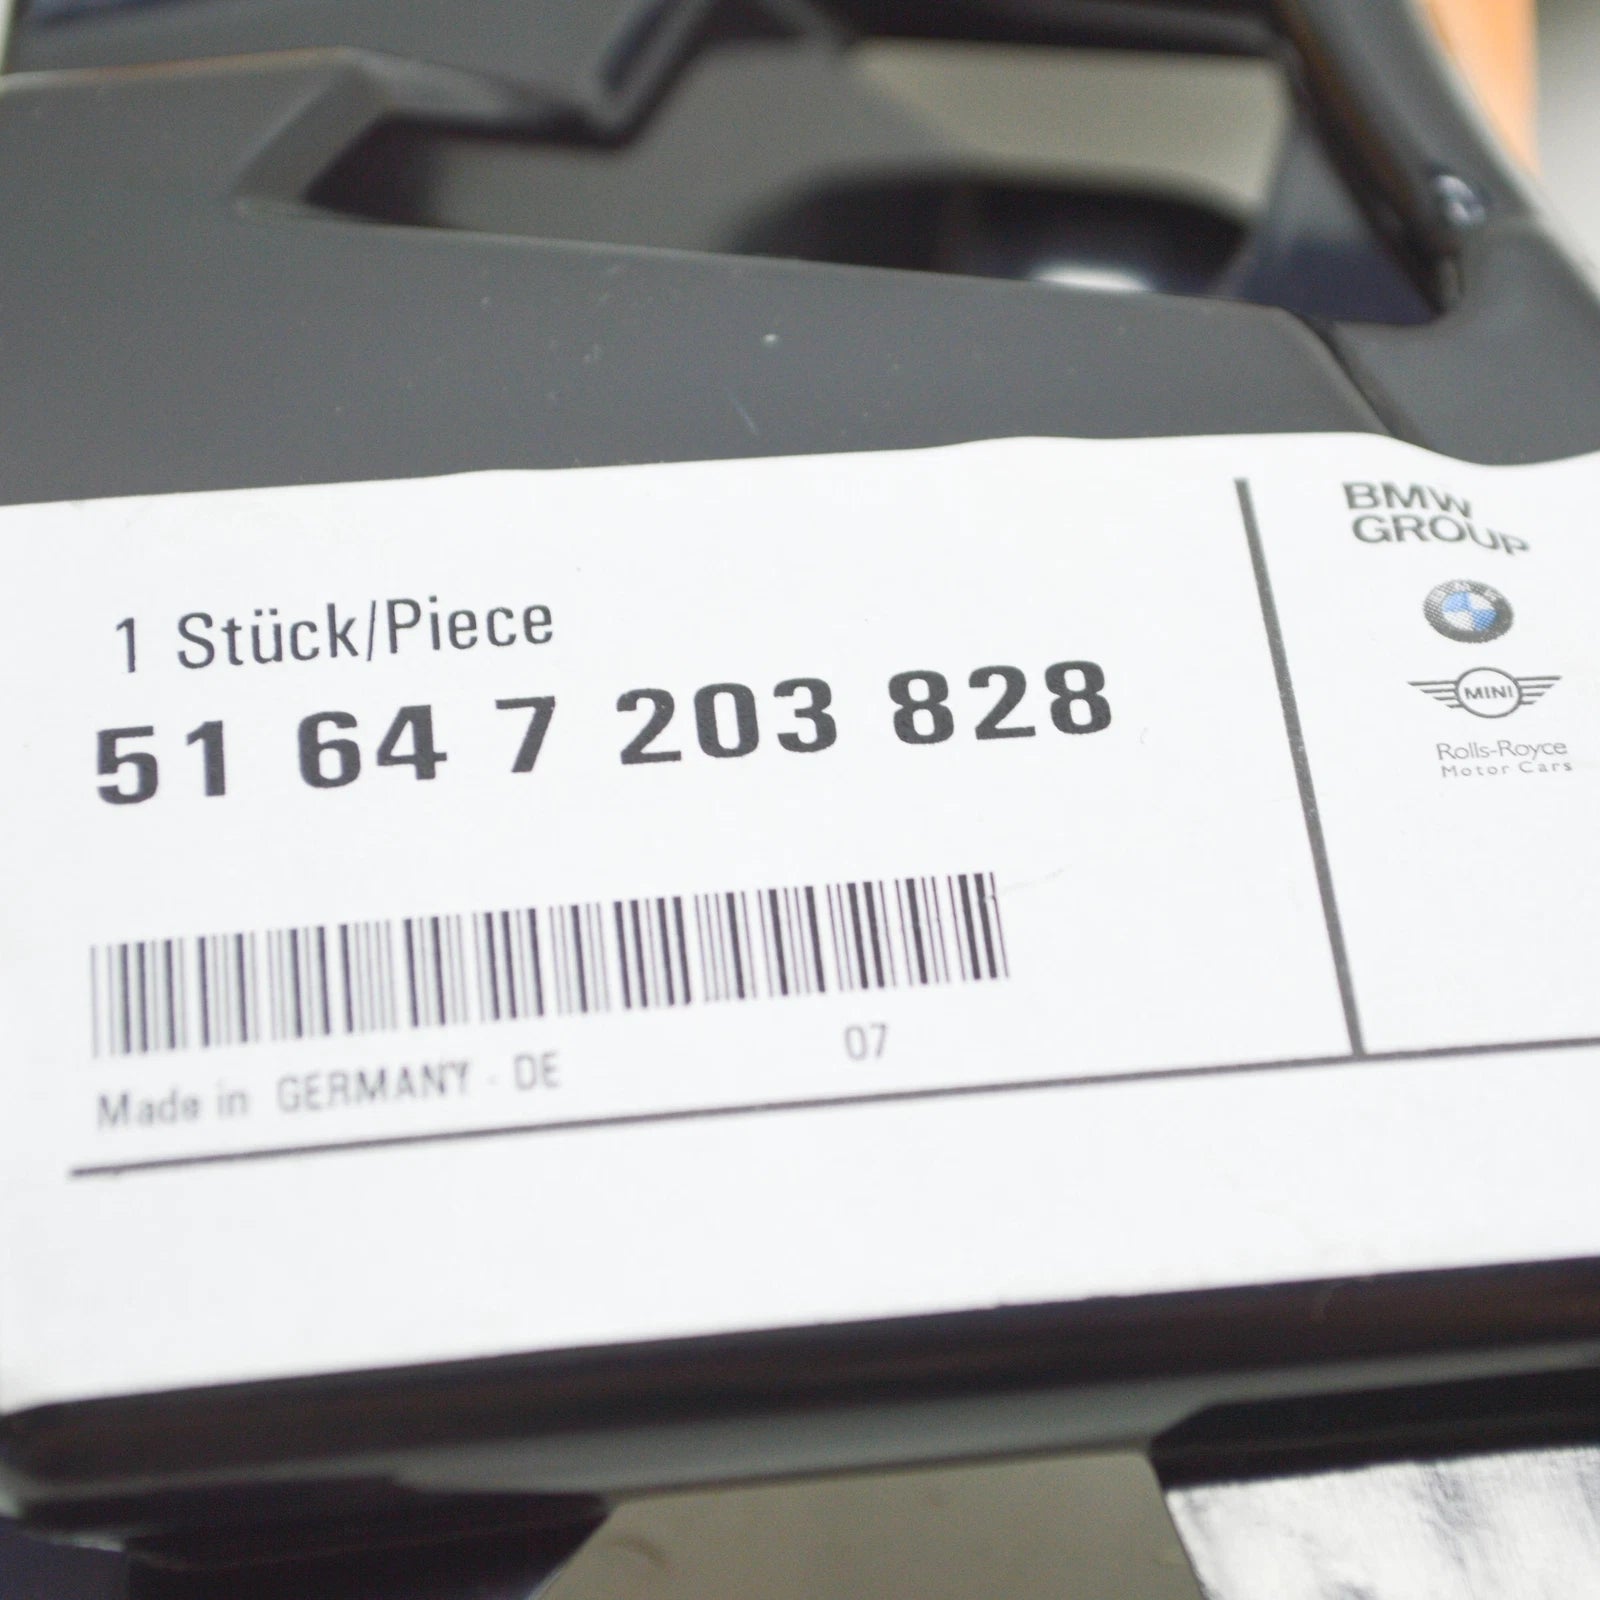 1 Stück/Piece
51 64 7 203 828
07
Made in GERMANY - DE
BMW
GROUP
MINI
Rolls-Royce
Motor Cars